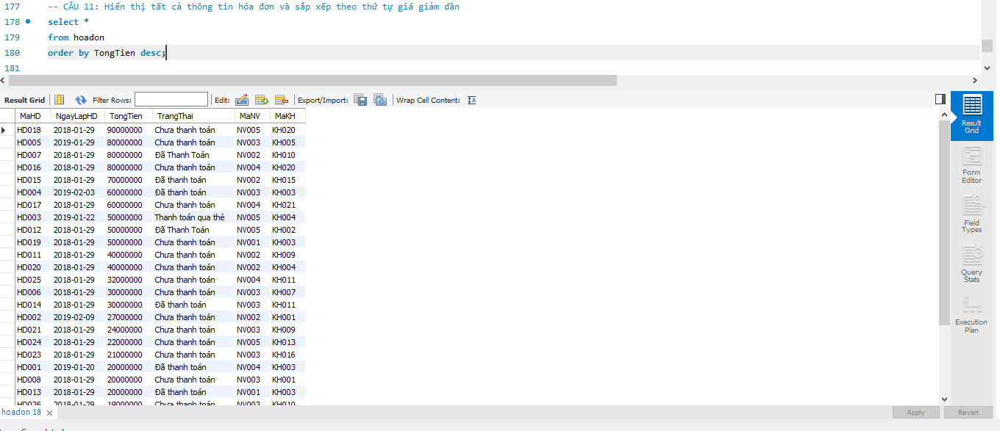 177 -- CÂU 11: Hiển thị tất cả thông tin hóa đơn và sắp xếp theo thứ tự giá giảm dần
178 select *
179 from hoadon
180 order by TongTien desc;
181
Result Grid Filter Rows: Edit: Export/Import: Wrap Cell Content:
MaHD NgayLapHD TongTien TrangThai MaNV MaKH
HD018 2018-01-29 90000000 Chưa thanh toán NV005 KH020
HD005 2019-01-29 80000000 Chưa thanh toán NV003 KH005
HD007 2018-01-29 80000000 Đã Thanh Toán NV002 KH010
HD016 2018-01-29 80000000 Chưa thanh toán NV004 KH020
HD015 2018-01-29 70000000 Đã thanh toán NV002 KH015
HD004 2019-02-03 60000000 Đã thanh toán NV003 KH003
HD017 2018-01-29 60000000 Chưa thanh toán NV004 KH021
HD003 2019-01-22 50000000 Thanh toán qua thẻ NV005 KH004
HD012 2018-01-29 50000000 Đã Thanh Toán NV005 KH002
HD019 2018-01-29 50000000 Chưa thanh toán NV001 KH003
HD011 2018-01-29 40000000 Chưa thanh toán NV002 KH009
HD020 2018-01-29 40000000 Chưa thanh toán NV002 KH004
HD025 2018-01-29 32000000 Chưa thanh toán NV004 KH011
HD006 2018-01-29 30000000 Chưa thanh toán NV003 KH007
HD014 2018-01-29 30000000 Đã thanh toán NV003 KH011
HD002 2019-02-09 27000000 Chưa thanh toán NV002 KH001
HD021 2018-01-29 24000000 Chưa thanh toán NV003 KH009
HD024 2018-01-29 22000000 Chưa thanh toán NV005 KH013
HD023 2018-01-29 21000000 Chưa thanh toán NV003 KH016
HD001 2019-01-20 20000000 Đã thanh toán NV004 KH003
HD008 2018-01-29 20000000 Chưa thanh toán NV003 KH001
HD013 2018-01-29 20000000 Đã thanh toán NV001 KH003
HD026 2018-01-29 19000000 Chưa thanh toán NV003 KH010
Result
Grid
Form
Editor
Field
Types
Query
Stats
Execution
Plan
hoadon 18 Apply Revert